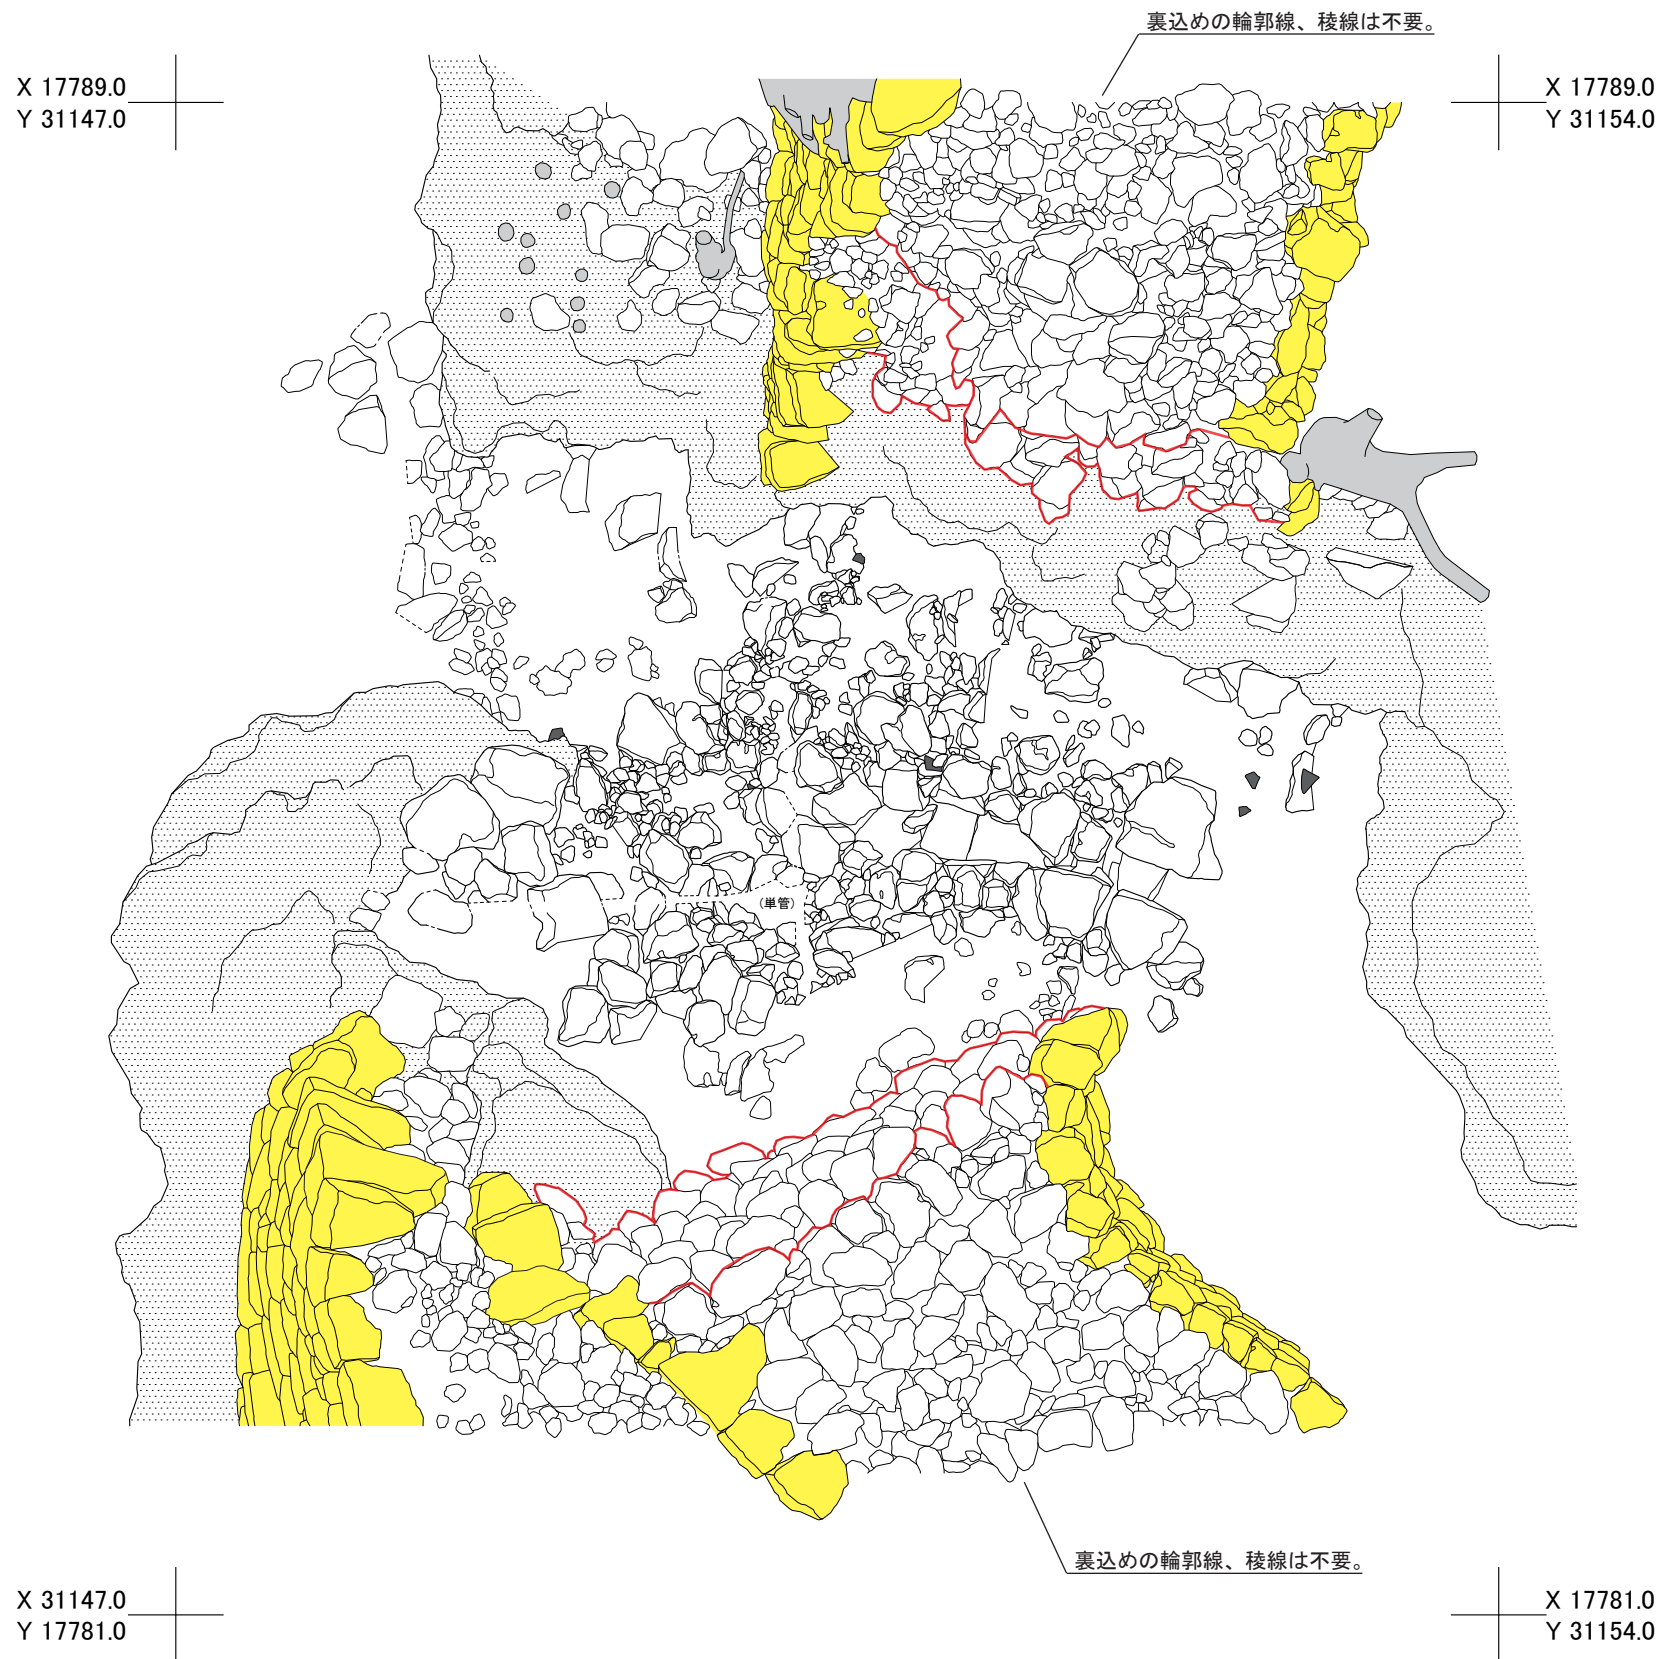 裏込めの輪郭線、稜線は不要。
X 17789.0
Y 31147.0
X 17789.0
Y 31154.0
(単管)
裏込めの輪郭線、稜線は不要。
X 31147.0
Y 17781.0
X 17781.0
Y 31154.0